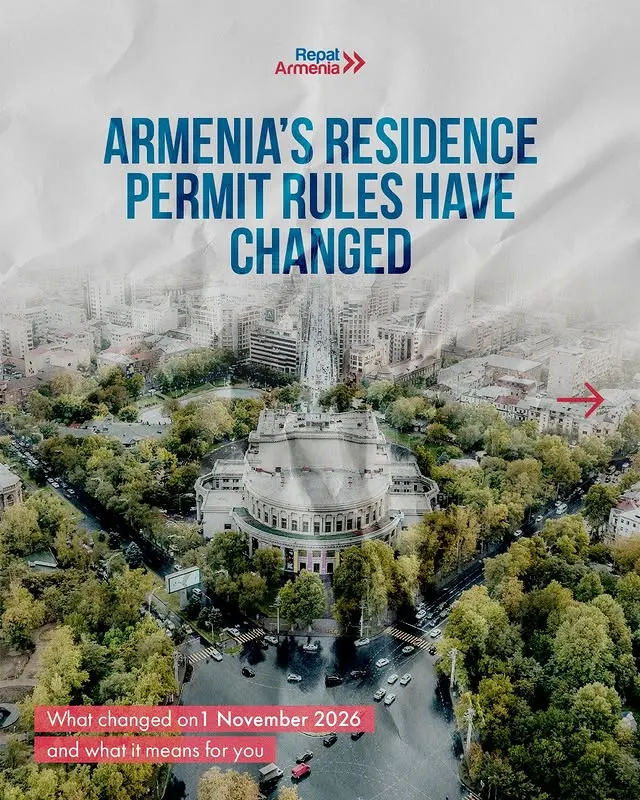 Repat
Armenia
ARMENIA’S RESIDENCE
PERMIT RULES HAVE
CHANGED
What changed on1 November 2026
and what it means for you